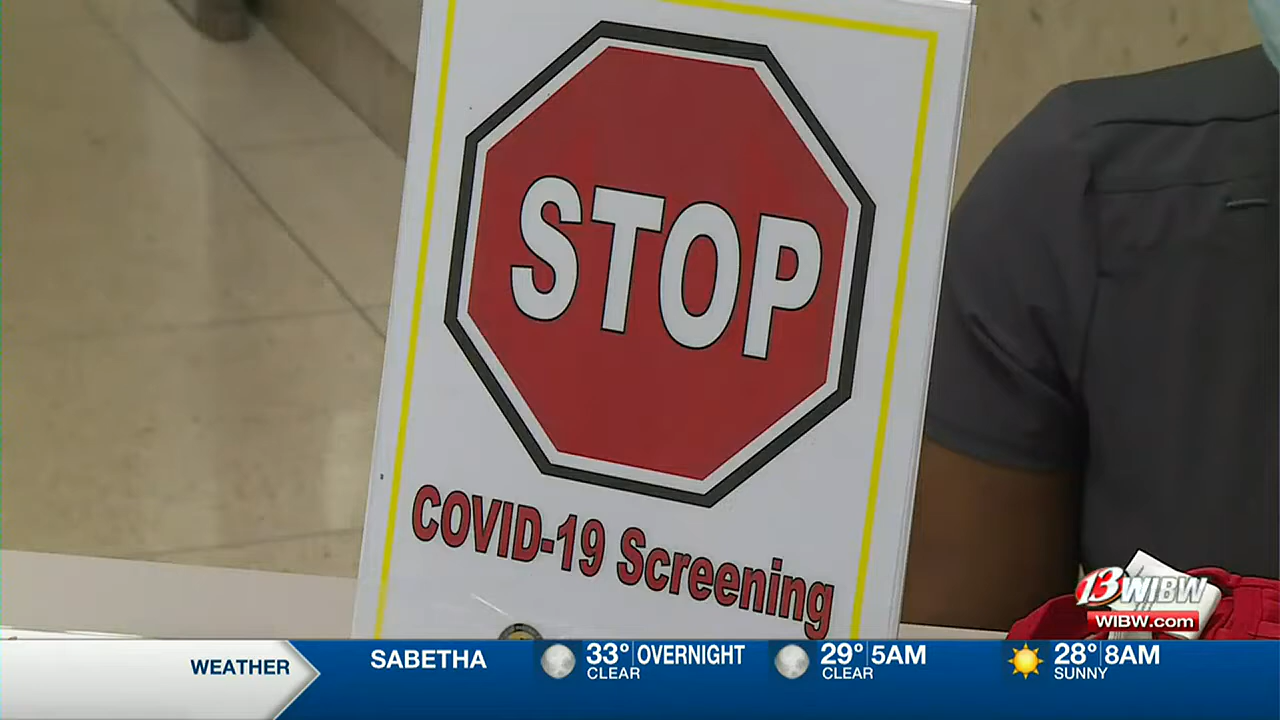 STOP
COVID-19 Screening
13 WIBW
WIBW.com
WEATHER
SABETHA
33° OVERNIGHT
CLEAR
29° 5AM
CLEAR
28° 8AM
SUNNY